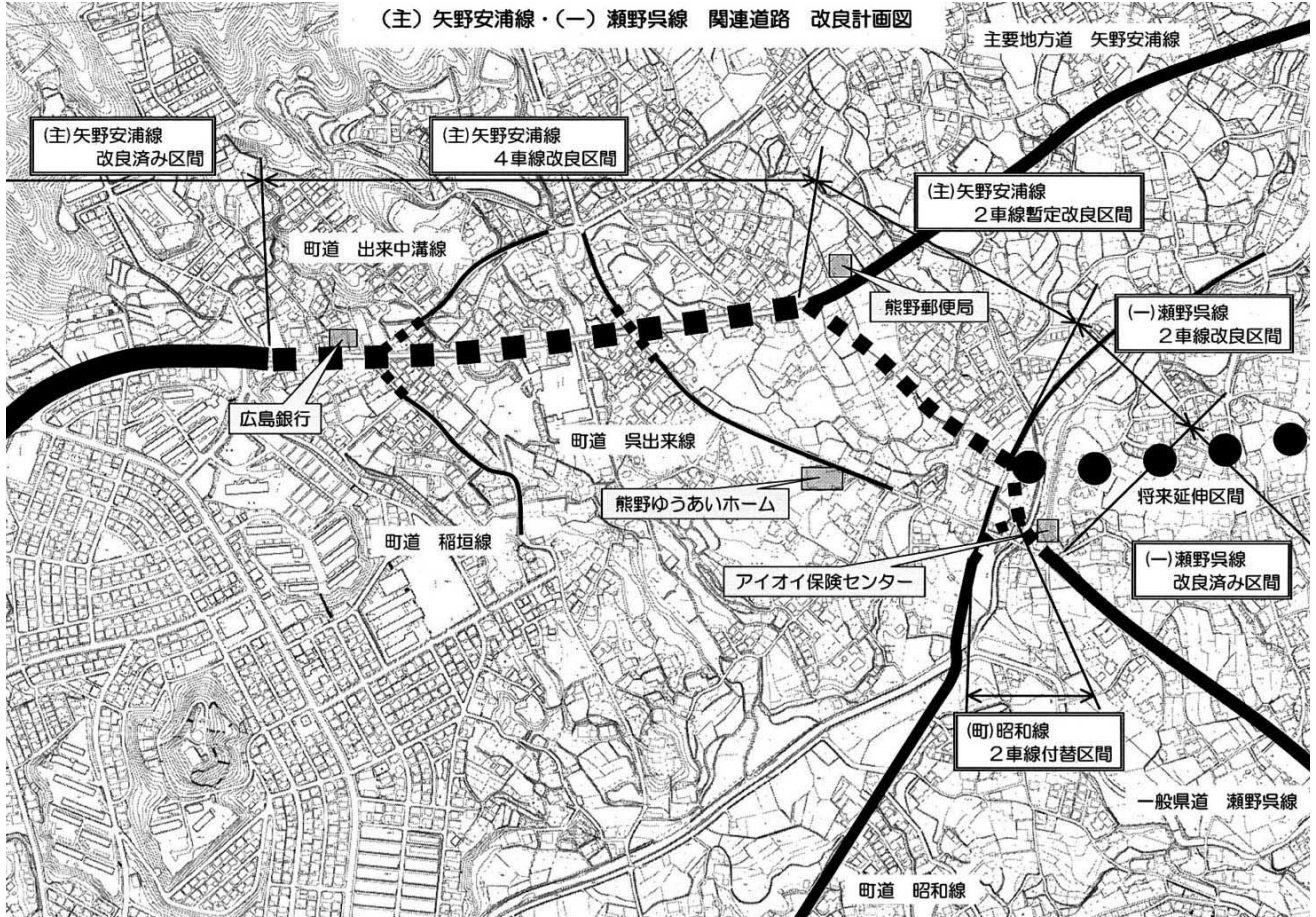 (主)矢野安浦線・(一)瀬野呉線 関連道路 改良計画図
主要地方道 矢野安浦線
(主)矢野安浦線
改良済み区間
(主)矢野安浦線
4車線改良区間
(主)矢野安浦線
2車線暫定改良区間
町道 出来中溝線
熊野郵便局
(一)瀬野呉線
2車線改良区間
広島銀行
町道 呉出来線
熊野ゆうあいホーム
将来延伸区間
町道 稲垣線
アイオイ保険センター
(一)瀬野呉線
改良済み区間
(町)昭和線
2車線付替区間
一般県道 瀬野呉線
町道 昭和線